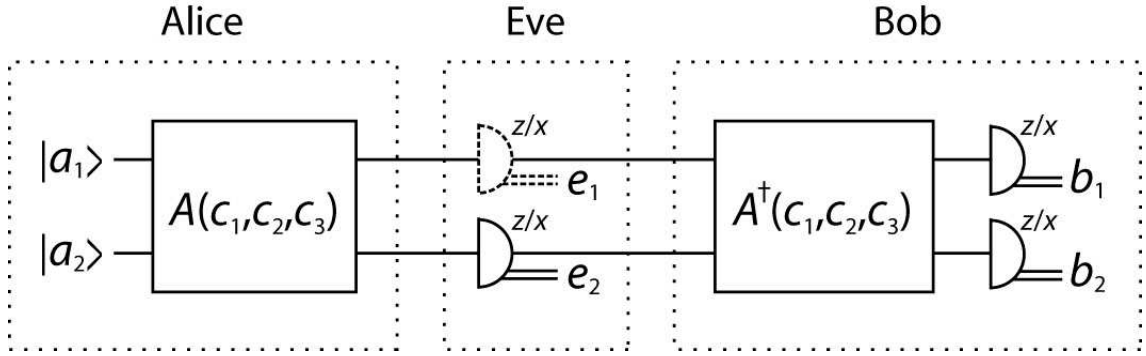 Alice Eve Bob
|a₁⟩ A(c₁,c₂,c₃) z/x e₁ A†(c₁,c₂,c₃) z/x b₁
|a₂⟩ z/x e₂ z/x b₂